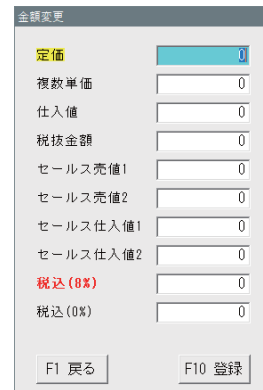 金額変更
定価 0
複数単価 0
仕入値 0
税抜金額 0
セールス売値1 0
セールス売値2 0
セールス仕入値1 0
セールス仕入値2 0
税込(8%) 0
税込(0%) 0
F1 戻る F10 登録